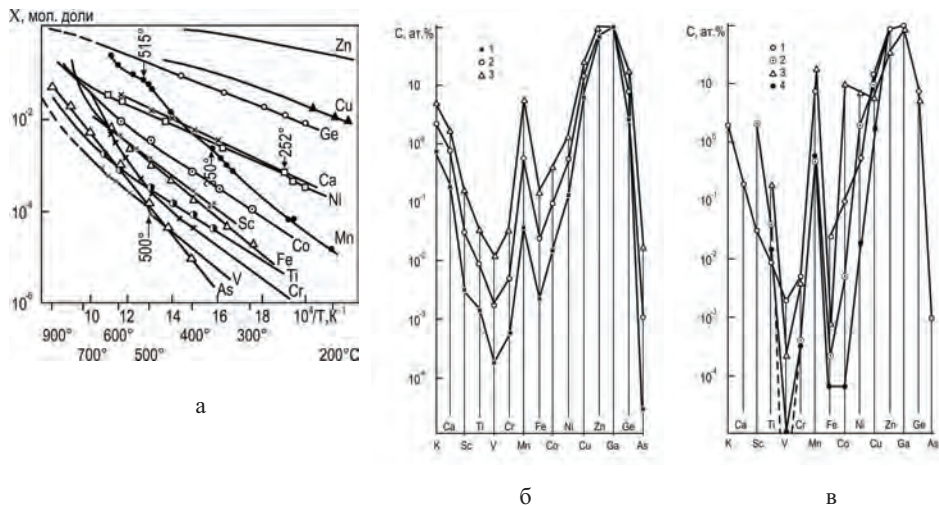 X, мол. доли
10⁻²
10⁻⁴
10⁻⁶
515°
250°
252°
500°
Zn
Cu
Ge
Ca
Ni
Mn
Co
Sc
Fe
Ti
Cr
V
As
10 12 14 16 18 10⁴/T,K⁻¹
900° 600° 400° 300°
700° 500° 200°C
а
C, ат.%
1
2
3
10¹
10⁰
10⁻¹
10⁻²
10⁻³
10⁻⁴
Ca Ti Cr Fe Ni Zn Ge
K Sc V Mn Co Cu Ga As
б
C, ат.%
1
2
3
4
10¹
10⁰
10⁻¹
10⁻²
10⁻³
10⁻⁴
Ca Ti Cr Fe Ni Zn Ge
K Sc V Mn Co Cu Ga As
в